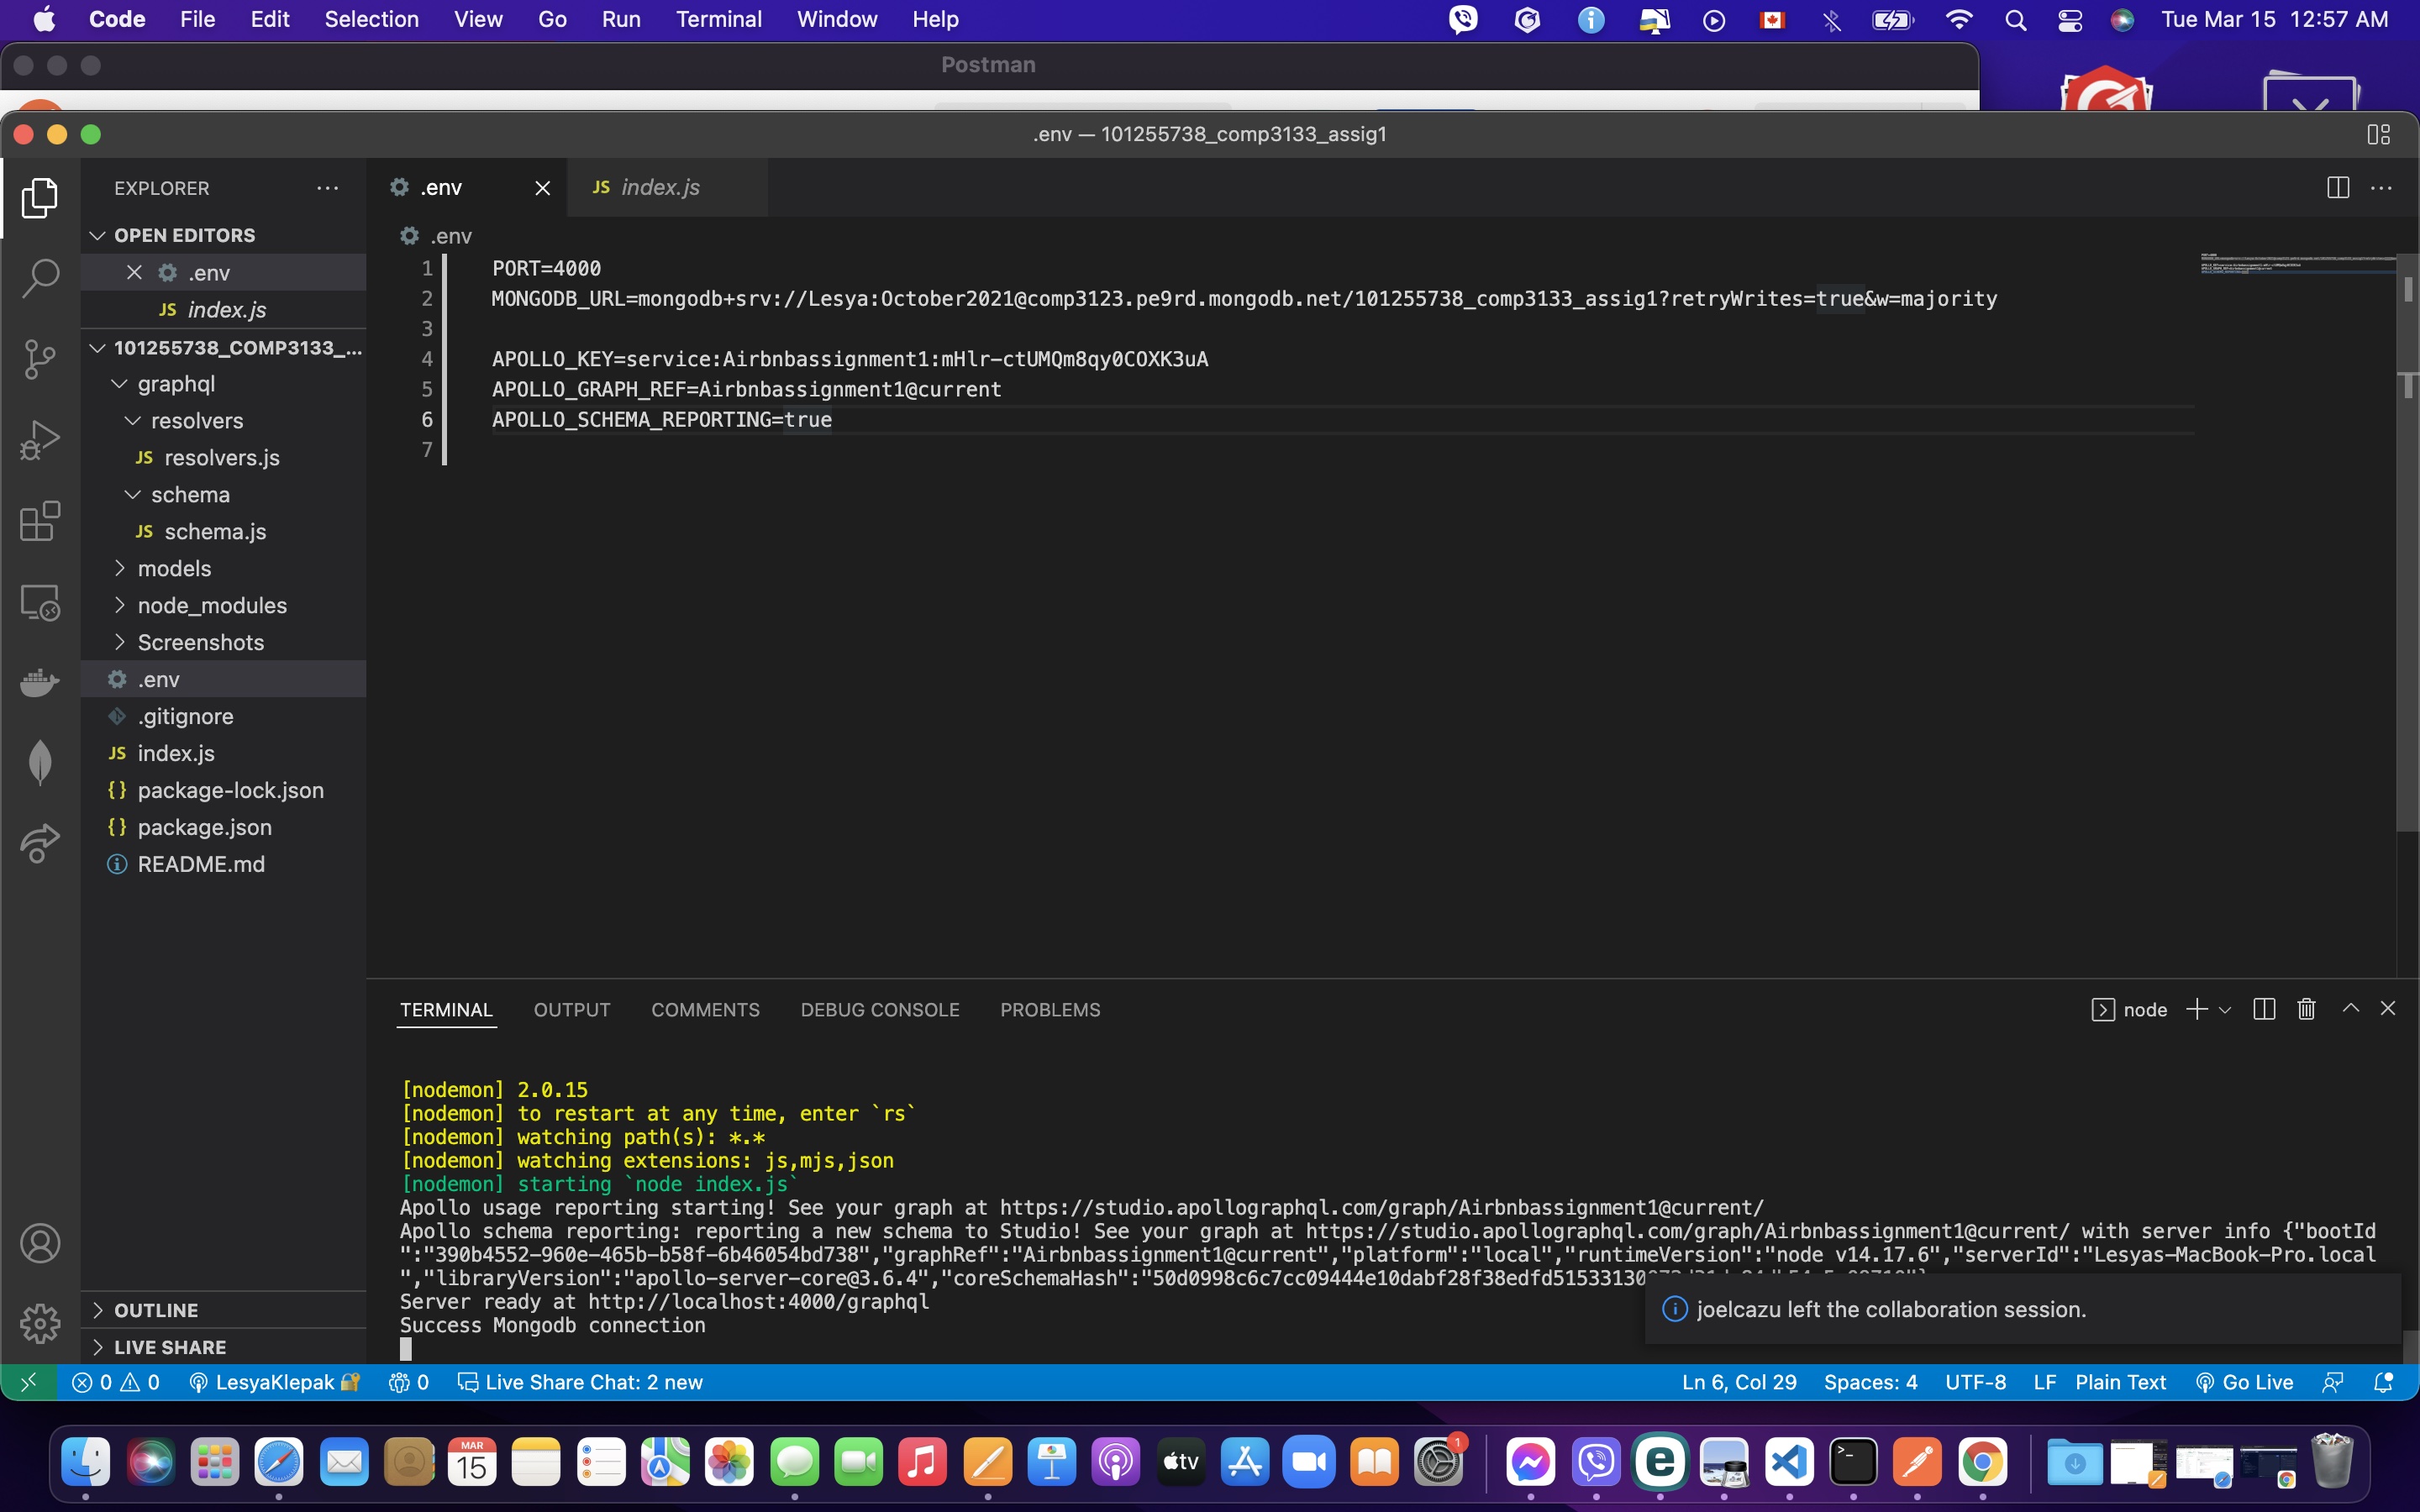 Code File Edit Selection View Go Run Terminal Window Help Tue Mar 15 12:57 AM
Postman
.env — 101255738_comp3133_assig1
EXPLORER
.env
JS index.js
OPEN EDITORS
.env
.env
JS index.js
101255738_COMP3133_...
graphql
resolvers
JS resolvers.js
schema
JS schema.js
models
node_modules
Screenshots
.env
.gitignore
JS index.js
{} package-lock.json
{} package.json
README.md
OUTLINE
LIVE SHARE
1 PORT=4000
2 MONGODB_URL=mongodb+srv://Lesya:October2021@comp3123.pe9rd.mongodb.net/101255738_comp3133_assig1?retryWrites=true&w=majority
3
4 APOLLO_KEY=service:Airbnbassignment1:mHlr-ctUMQm8qy0COXK3uA
5 APOLLO_GRAPH_REF=Airbnbassignment1@current
6 APOLLO_SCHEMA_REPORTING=true
7
TERMINAL OUTPUT COMMENTS DEBUG CONSOLE PROBLEMS node
[nodemon] 2.0.15
[nodemon] to restart at any time, enter `rs`
[nodemon] watching path(s): *.*
[nodemon] watching extensions: js,mjs,json
[nodemon] starting `node index.js`
Apollo usage reporting starting! See your graph at https://studio.apollographql.com/graph/Airbnbassignment1@current/
Apollo schema reporting: reporting a new schema to Studio! See your graph at https://studio.apollographql.com/graph/Airbnbassignment1@current/ with server info {"bootId
":"390b4552-960e-465b-b58f-6b46054bd738","graphRef":"Airbnbassignment1@current","platform":"local","runtimeVersion":"node v14.17.6","serverId":"Lesyas-MacBook-Pro.local
","libraryVersion":"apollo-server-core@3.6.4","coreSchemaHash":"50d0998c6c7cc09444e10dabf28f38edfd51533130
Server ready at http://localhost:4000/graphql
Success Mongodb connection
joelcazu left the collaboration session.
0 0 LesyaKlepak 0 Live Share Chat: 2 new Ln 6, Col 29 Spaces: 4 UTF-8 LF Plain Text Go Live
MAR
15
tv
1